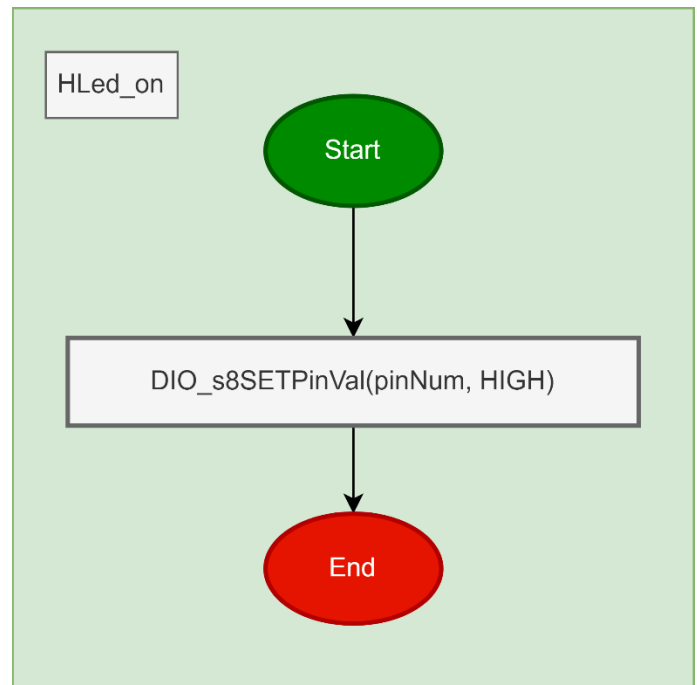 HLed_on
Start
DIO_s8SETPinVal(pinNum, HIGH)
End